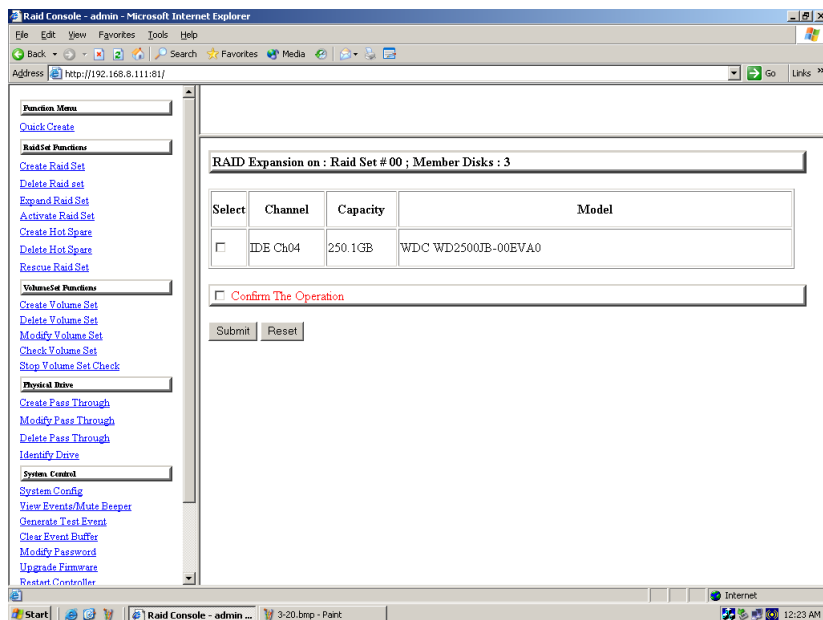 Raid Console - admin - Microsoft Internet Explorer
File Edit View Favorites Tools Help
Back Search Favorites Media
Address http://192.168.8.111:81/ Go Links »
Function Menu
Quick Create
RaidSet Functions
Create Raid Set
Delete Raid set
Expand Raid Set
Activate Raid Set
Create Hot Spare
Delete Hot Spare
Rescue Raid Set
VolumeSet Functions
Create Volume Set
Delete Volume Set
Modify Volume Set
Check Volume Set
Stop Volume Set Check
Physical Drive
Create Pass Through
Modify Pass Through
Delete Pass Through
Identify Drive
System Control
System Config
View Events/Mute Beeper
Generate Test Event
Clear Event Buffer
Modify Password
Upgrade Firmware
Restart Controller
RAID Expansion on : Raid Set # 00 ; Member Disks : 3
Select Channel Capacity Model
IDE Ch04 250.1GB WDC WD2500JB-00EVA0
Confirm The Operation
Submit Reset
Internet
Start Raid Console - admin ... 3-20.bmp - Paint 12:23 AM